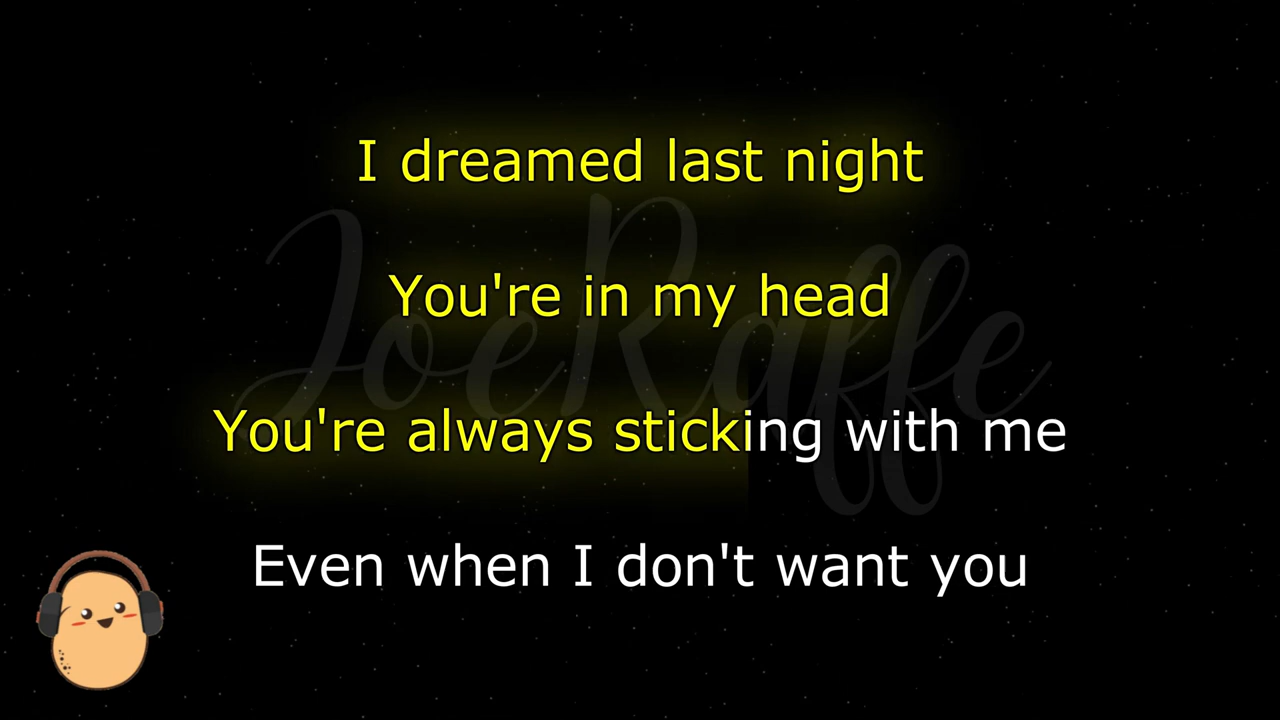 I dreamed last night
You're in my head
JoeRaffe
You're always sticking with me
Even when I don't want you